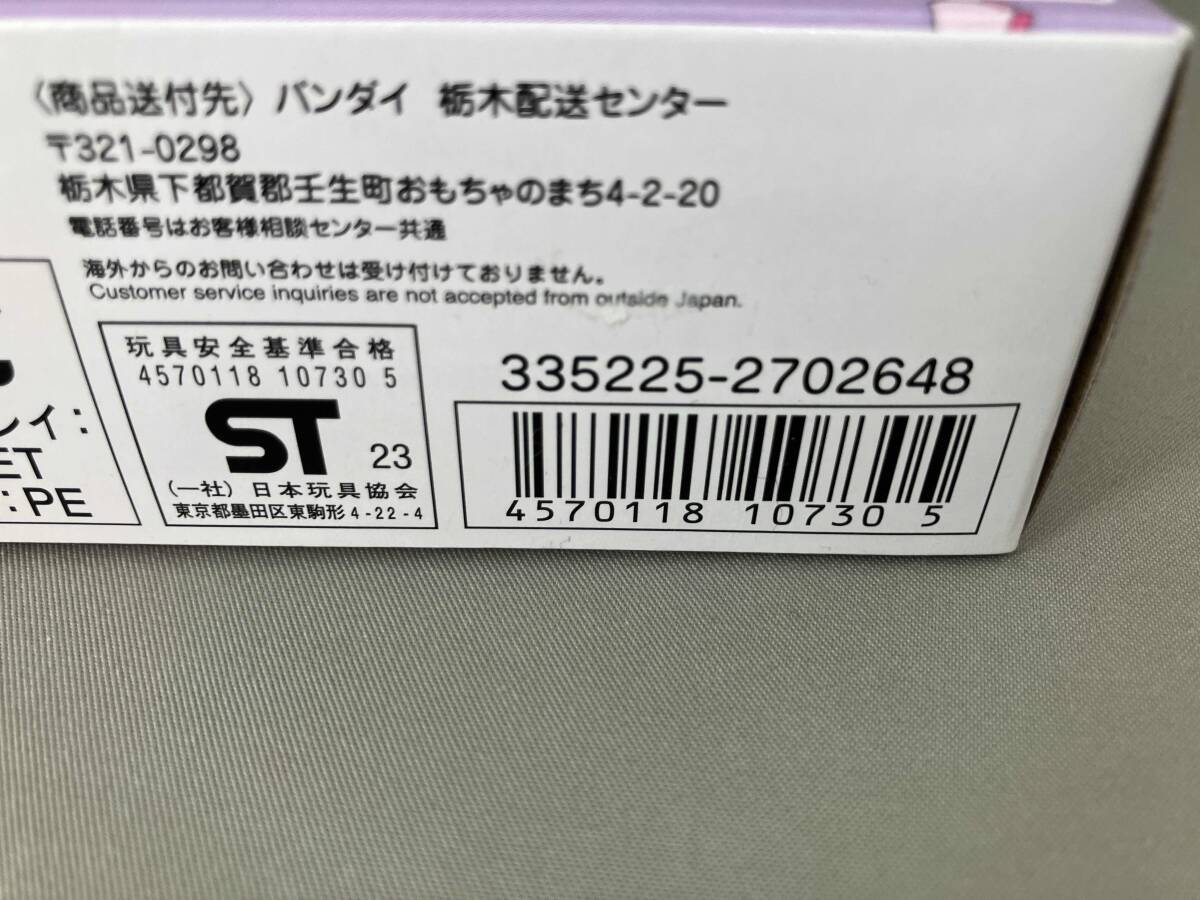 〈商品送付先〉バンダイ 栃木配送センター
〒321-0298
栃木県下都賀郡壬生町おもちゃのまち4-2-20
電話番号はお客様相談センター共通
海外からのお問い合わせは受け付けておりません。
Customer service inquiries are not accepted from outside Japan.
レイ:
ET
:PE
玩具安全基準合格
4570118 10730 5
ST 23
(一社)日本玩具協会
東京都墨田区東駒形4-22-4
335225-2702648
4570118 107305